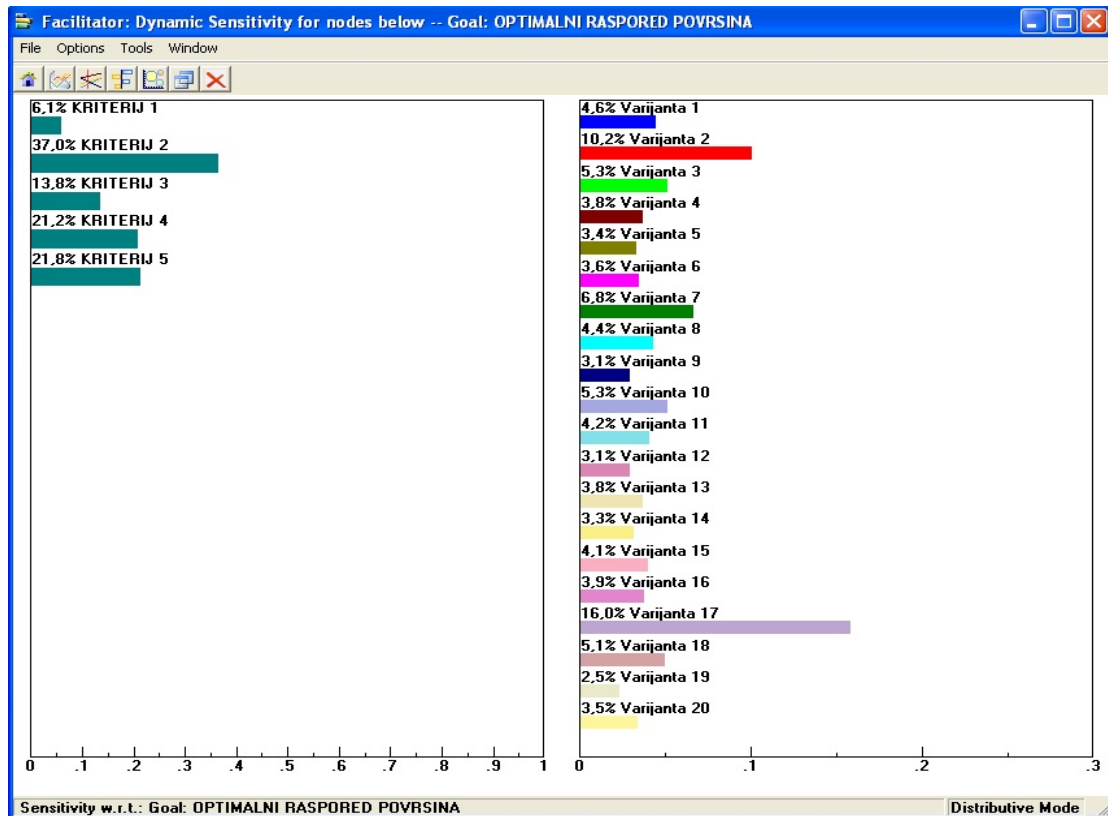 Facilitator: Dynamic Sensitivity for nodes below -- Goal: OPTIMALNI RASPORED POVRSINA
File Options Tools Window
6,1% KRITERIJ 1
37,0% KRITERIJ 2
13,8% KRITERIJ 3
21,2% KRITERIJ 4
21,8% KRITERIJ 5
0 .1 .2 .3 .4 .5 .6 .7 .8 .9 1
4,6% Varijanta 1
10,2% Varijanta 2
5,3% Varijanta 3
3,8% Varijanta 4
3,4% Varijanta 5
3,6% Varijanta 6
6,8% Varijanta 7
4,4% Varijanta 8
3,1% Varijanta 9
5,3% Varijanta 10
4,2% Varijanta 11
3,1% Varijanta 12
3,8% Varijanta 13
3,3% Varijanta 14
4,1% Varijanta 15
3,9% Varijanta 16
16,0% Varijanta 17
5,1% Varijanta 18
2,5% Varijanta 19
3,5% Varijanta 20
0 .1 .2 .3
Sensitivity w.r.t.: Goal: OPTIMALNI RASPORED POVRSINA
Distributive Mode